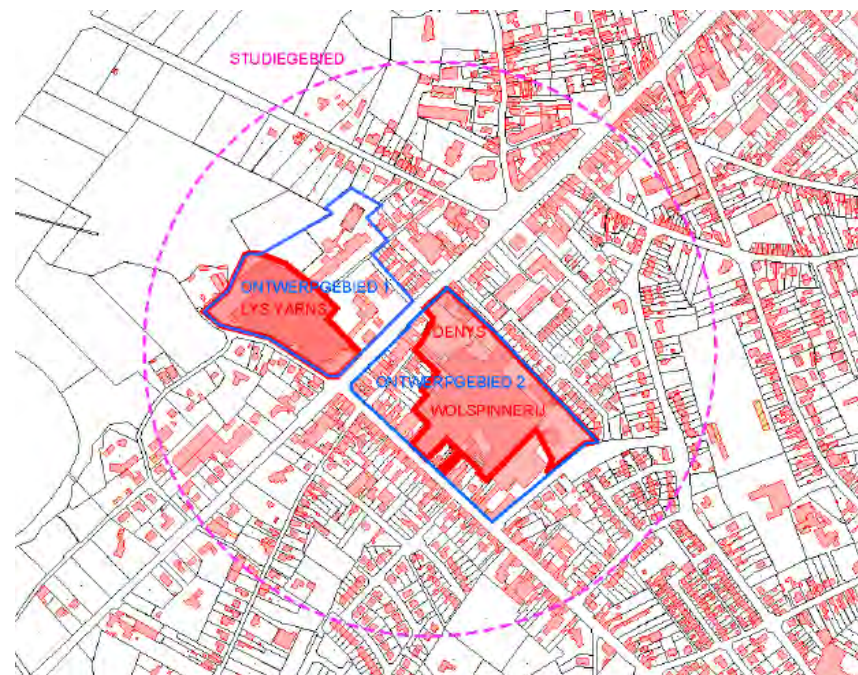 STUDIEGEBIED
ONTWERPGEBIED 1
LYS YARNS
DENYS
ONTWERPGEBIED 2
WOLSPINNERIJ